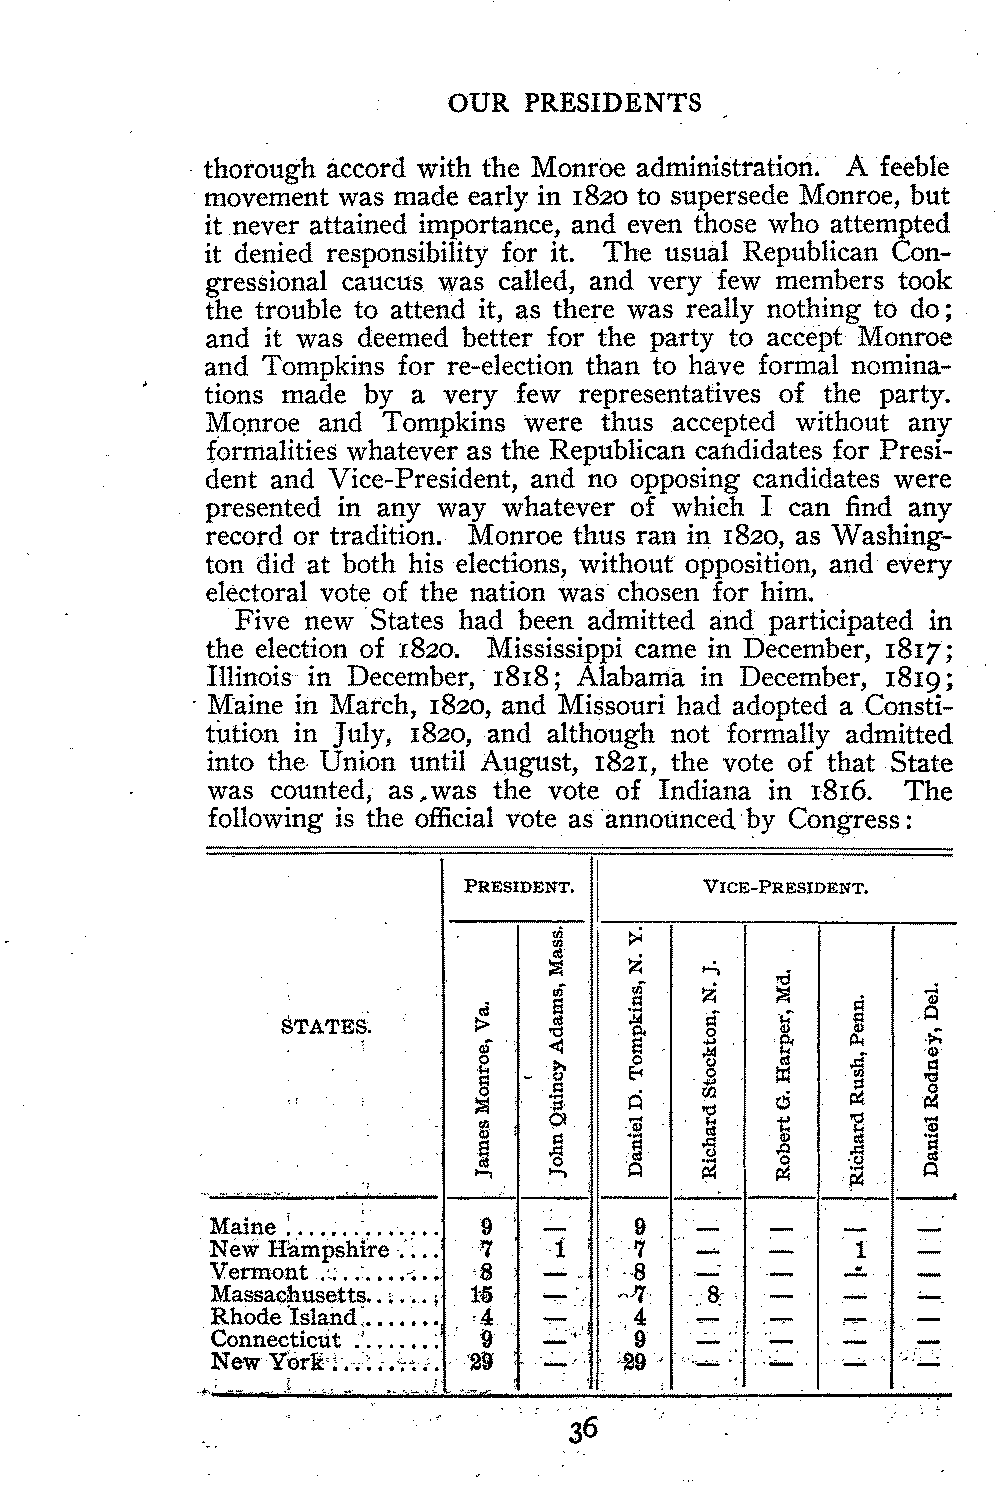 OUR PRESIDENTS
thorough accord with the Monroe administration. A feeble
movement was made early in 1820 to supersede Monroe, but
it never attained importance, and even those who attempted
it denied responsibility for it. The usual Republican Con-
gressional caucus was called, and very few members took
the trouble to attend it, as there was really nothing to do;
and it was deemed better for the party to accept Monroe
and Tompkins for re-election than to have formal nomina-
tions made by a very few representatives of the party.
Monroe and Tompkins were thus accepted without any
formalities whatever as the Republican candidates for Presi-
dent and Vice-President, and no opposing candidates were
presented in any way whatever of which I can find any
record or tradition. Monroe thus ran in 1820, as Washing-
ton did at both his elections, without opposition, and every
electoral vote of the nation was chosen for him.
Five new States had been admitted and participated in
the election of 1820. Mississippi came in December, 1817;
Illinois in December, 1818; Alabama in December, 1819;
Maine in March, 1820, and Missouri had adopted a Consti-
tution in July, 1820, and although not formally admitted
into the Union until August, 1821, the vote of that State
was counted, as was the vote of Indiana in 1816. The
following is the official vote as announced by Congress:
PRESIDENT. VICE-PRESIDENT.
STATES. James Monroe, Va. John Quincy Adams, Mass. Daniel D. Tompkins, N. Y. Richard Stockton, N. J. Robert G. Harper, Md. Richard Rush, Penn. Daniel Rodney, Del.
Maine .............. 9 — 9 — — — —
New Hampshire .... 7 1 7 — — 1 —
Vermont ........... 8 — 8 — — — —
Massachusetts....... 15 — 7 8 — — —
Rhode Island........ 4 — 4 — — — —
Connecticut ........ 9 — 9 — — — —
New York .......... 29 — 29 — — — —
36